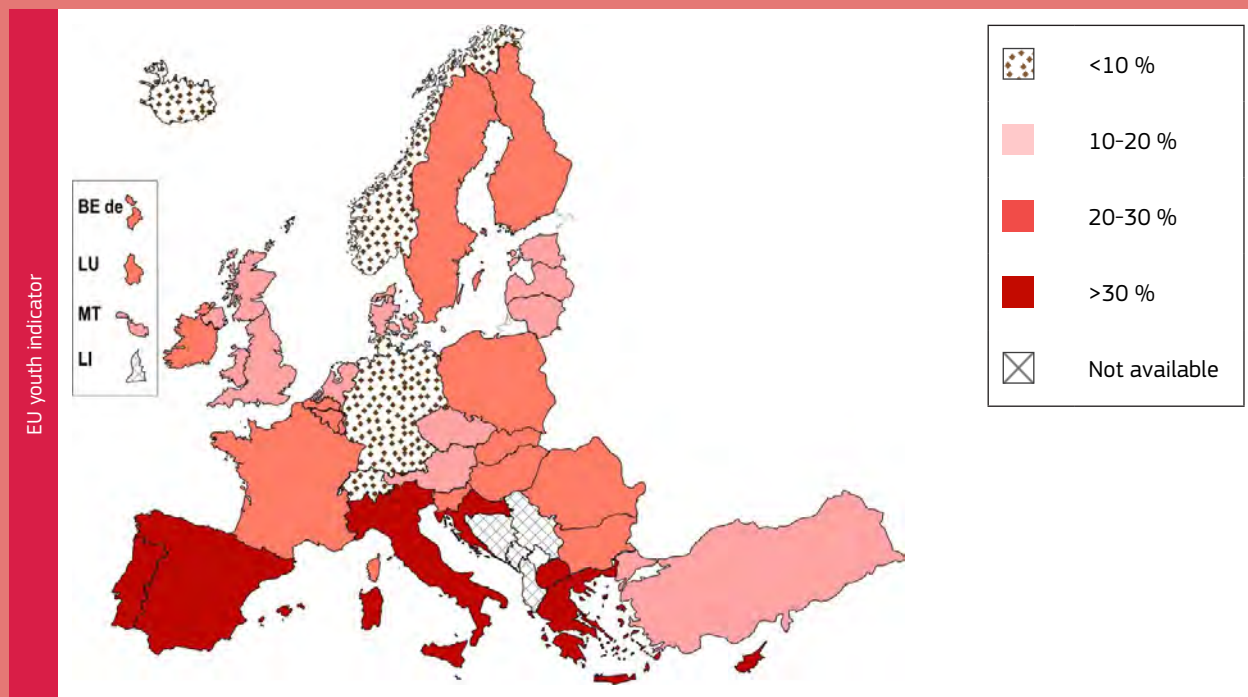 EU youth indicator
BE de
LU
MT
LI
<10 %
10-20 %
20-30 %
>30 %
Not available